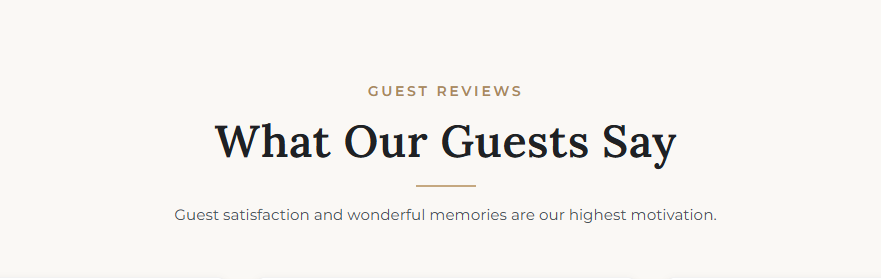 GUEST REVIEWS
What Our Guests Say
Guest satisfaction and wonderful memories are our highest motivation.